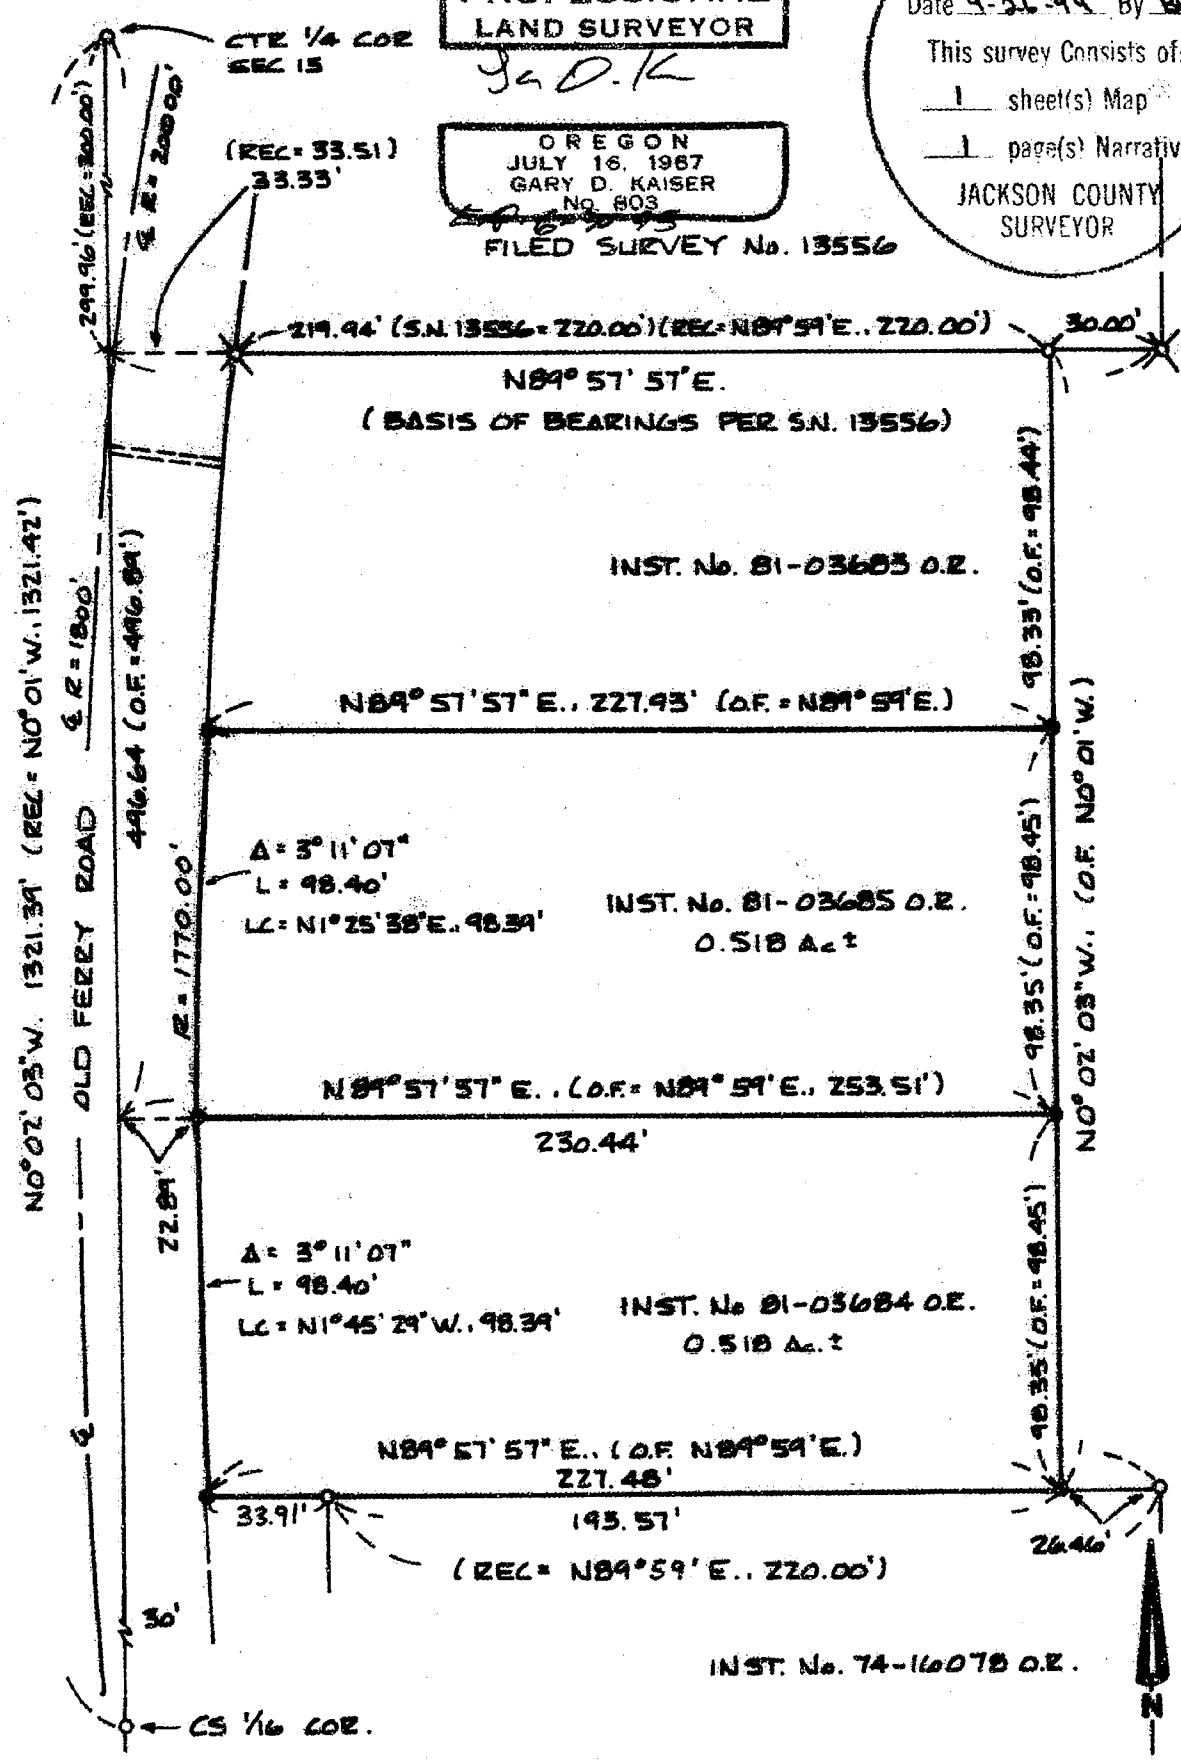 PROFESSIONAL
LAND SURVEYOR
OREGON
JULY 16, 1967
GARY D. KAISER
No 803
FILED SURVEY No. 13556
Date 9-26-94 By
This survey Consists of:
1 sheet(s) Map
1 page(s) Narrativ
JACKSON COUNTY
SURVEYOR
CTR 1/4 COR
SEC 15
299.96' (REC=300.00')
℄ R = 2000.0'
(REC= 33.51)
33.33'
219.94' (S.N. 13556=220.00')(REC=N89°59'E., 220.00')
30.00'
N89° 57' 57"E.
(BASIS OF BEARINGS PER S.N. 13556)
98.33' (O.F.= 98.44')
INST. No. 81-03683 O.R.
N0°02'03"W. 1321.39' (REC = N0°01'W., 1321.42')
℄ R = 1800'
496.64 (O.F. = 496.89')
OLD FERRY ROAD
N89°57'57"E., 227.93' (O.F. = N89°59'E.)
Δ = 3°11'07"
L = 98.40'
LC= N1°25'38"E., 98.39'
R = 1770.00'
INST. No. 81-03685 O.R.
0.518 Ac ±
98.35' (O.F. = 98.45')
N0°02'03"W., (O.F. N0°01'W.)
N89°57'57"E., (O.F.= N89°59'E., 253.51')
230.44'
22.89'
Δ = 3°11'07"
L = 98.40'
LC = N1°45'29"W., 98.39'
INST. No 81-03684 O.R.
0.518 Ac. ±
98.35' (O.F. = 98.45')
℄
N89°57'57"E., (O.F. N89°59'E.)
227.48'
33.91'
193.57'
26.46'
(REC= N89°59'E., 220.00')
30'
INST. No. 74-16078 O.R.
N
CS 1/16 COR.